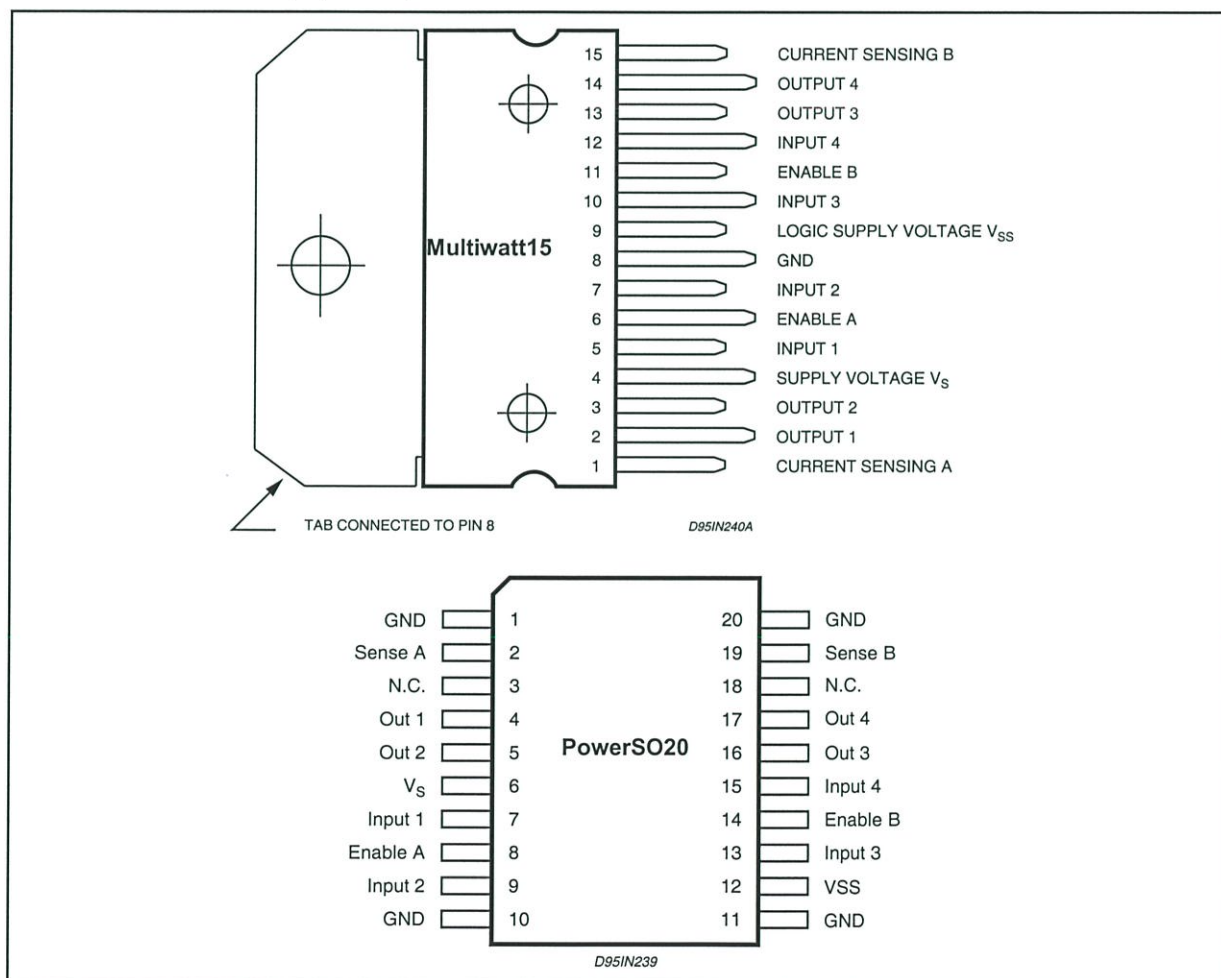 15 CURRENT SENSING B
14 OUTPUT 4
13 OUTPUT 3
12 INPUT 4
11 ENABLE B
10 INPUT 3
9 LOGIC SUPPLY VOLTAGE VSS
Multiwatt15
8 GND
7 INPUT 2
6 ENABLE A
5 INPUT 1
4 SUPPLY VOLTAGE VS
3 OUTPUT 2
2 OUTPUT 1
1 CURRENT SENSING A
TAB CONNECTED TO PIN 8
D95IN240A
GND 1 20 GND
Sense A 2 19 Sense B
N.C. 3 18 N.C.
Out 1 4 17 Out 4
PowerSO20
Out 2 5 16 Out 3
VS 6 15 Input 4
Input 1 7 14 Enable B
Enable A 8 13 Input 3
Input 2 9 12 VSS
GND 10 11 GND
D95IN239